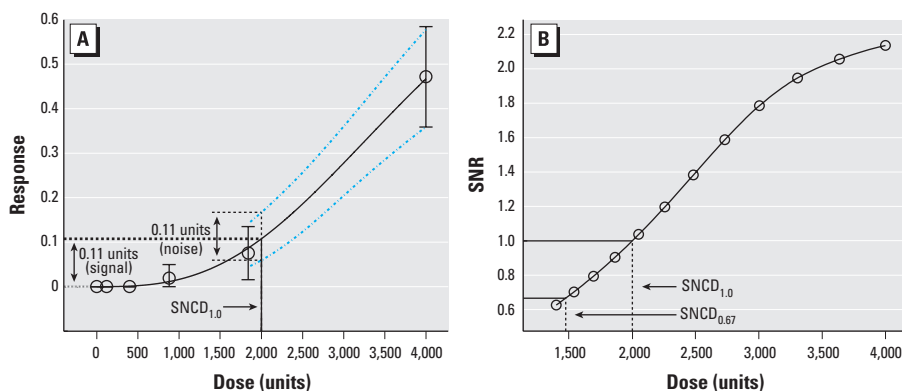 A
0.6
0.5
0.4
0.3
0.2
0.1
0
Response
0.11 units
(noise)
0.11 units
(signal)
SNCD1.0
0 500 1,000 1,500 2,000 2,500 3,000 3,500 4,000
Dose (units)
B
2.2
2.0
1.8
1.6
1.4
1.2
1.0
0.8
0.6
SNR
SNCD1.0
SNCD0.67
1,500 2,000 2,500 3,000 3,500 4,000
Dose (units)